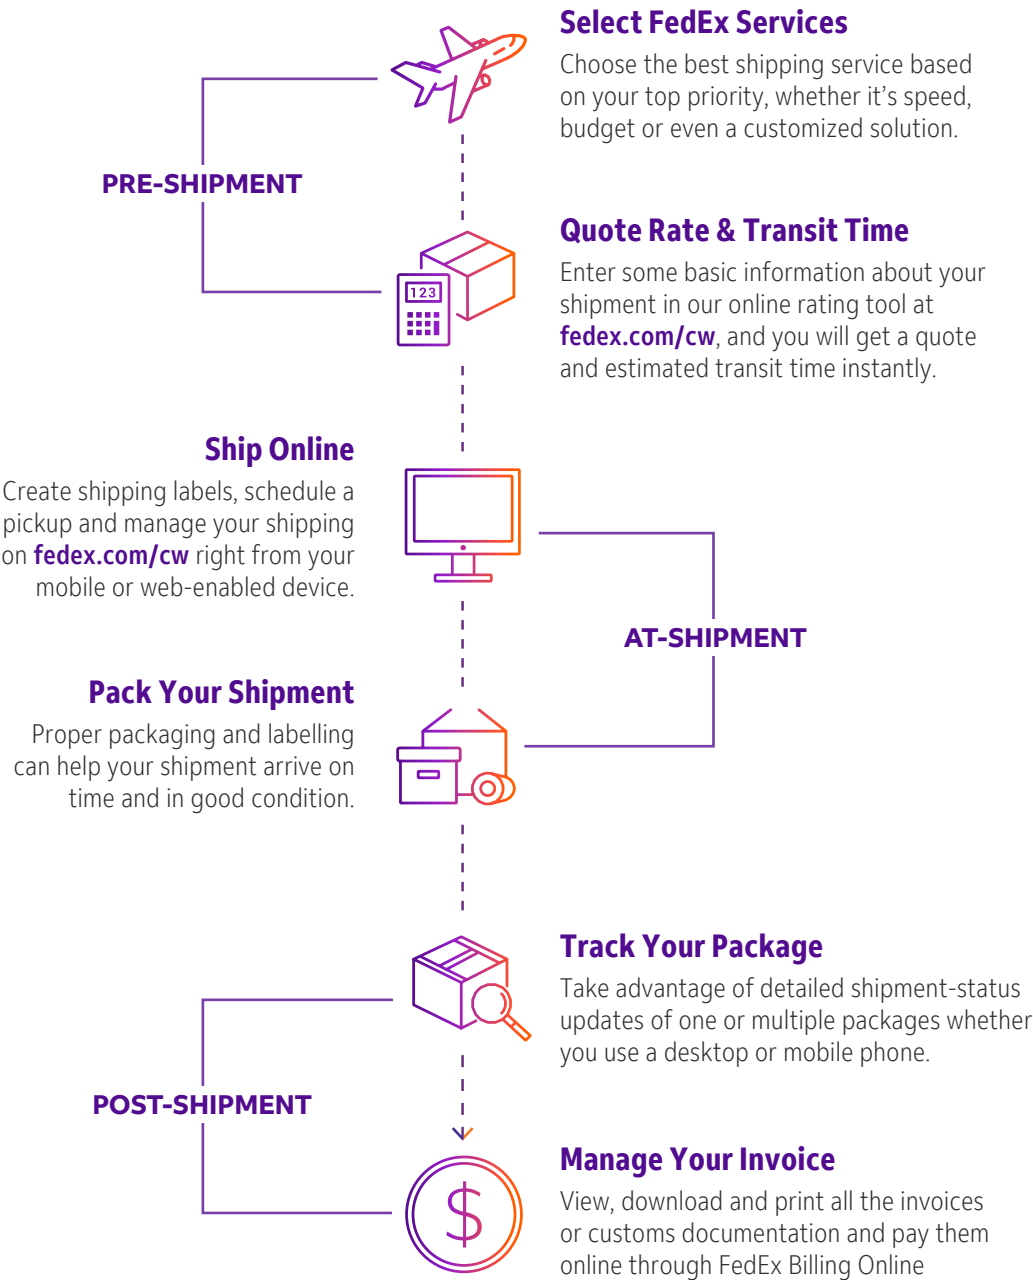 Select FedEx Services
Choose the best shipping service based
on your top priority, whether it’s speed,
budget or even a customized solution.
PRE-SHIPMENT
Quote Rate & Transit Time
Enter some basic information about your
shipment in our online rating tool at
fedex.com/cw, and you will get a quote
and estimated transit time instantly.
123
Ship Online
Create shipping labels, schedule a
pickup and manage your shipping
on fedex.com/cw right from your
mobile or web-enabled device.
AT-SHIPMENT
Pack Your Shipment
Proper packaging and labelling
can help your shipment arrive on
time and in good condition.
Track Your Package
Take advantage of detailed shipment-status
updates of one or multiple packages whether
you use a desktop or mobile phone.
POST-SHIPMENT
Manage Your Invoice
View, download and print all the invoices
or customs documentation and pay them
online through FedEx Billing Online
$